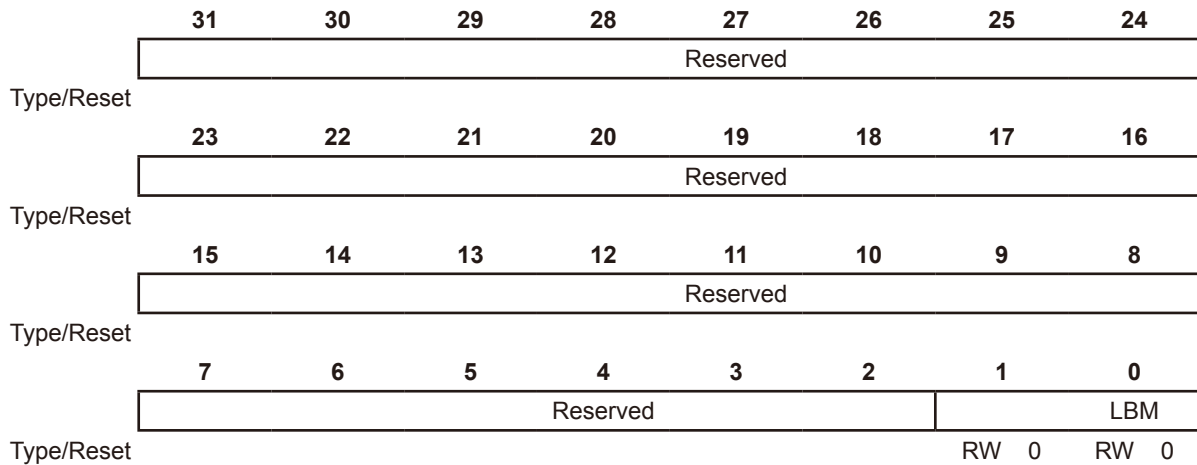 31 30 29 28 27 26 25 24
Reserved
Type/Reset
23 22 21 20 19 18 17 16
Reserved
Type/Reset
15 14 13 12 11 10 9 8
Reserved
Type/Reset
7 6 5 4 3 2 1 0
Reserved LBM
Type/Reset RW 0 RW 0